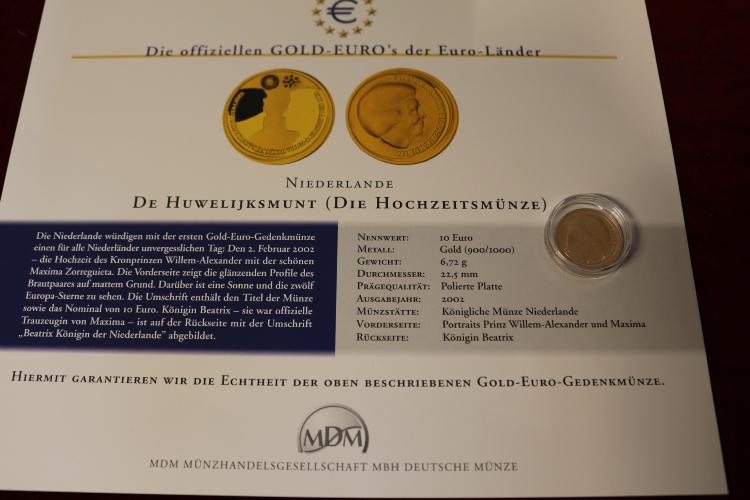 €
Die offiziellen GOLD-EURO's der Euro-Länder
NIEDERLANDE
DE HUWELIJKSMUNT (DIE HOCHZEITSMÜNZE)
Die Niederlande würdigen mit der ersten Gold-Euro-Gedenkmünze
einen für alle Niederländer unvergesslichen Tag: Den 2. Februar 2002
– die Hochzeit des Kronprinzen Willem-Alexander mit der schönen
Maxima Zorreguieta. Die Vorderseite zeigt die glänzenden Profile des
Brautpaares auf mattem Grund. Darüber ist eine Sonne und die zwölf
Europa-Sterne zu sehen. Die Umschrift enthält den Titel der Münze
sowie das Nominal von 10 Euro. Königin Beatrix – sie war offizielle
Trauzeugin von Maxima – ist auf der Rückseite mit der Umschrift
„Beatrix Königin der Niederlande” abgebildet.
NENNWERT: 10 Euro
METALL: Gold (900/1000)
GEWICHT: 6,72 g
DURCHMESSER: 22,5 mm
PRÄGEQUALITÄT: Polierte Platte
AUSGABEJAHR: 2002
MÜNZSTÄTTE: Königliche Münze Niederlande
VORDERSEITE: Portraits Prinz Willem-Alexander und Maxima
RÜCKSEITE: Königin Beatrix
HIERMIT GARANTIEREN WIR DIE ECHTHEIT DER OBEN BESCHRIEBENEN GOLD-EURO-GEDENKMÜNZE.
MDM
MDM MÜNZHANDELSGESELLSCHAFT MBH DEUTSCHE MÜNZE